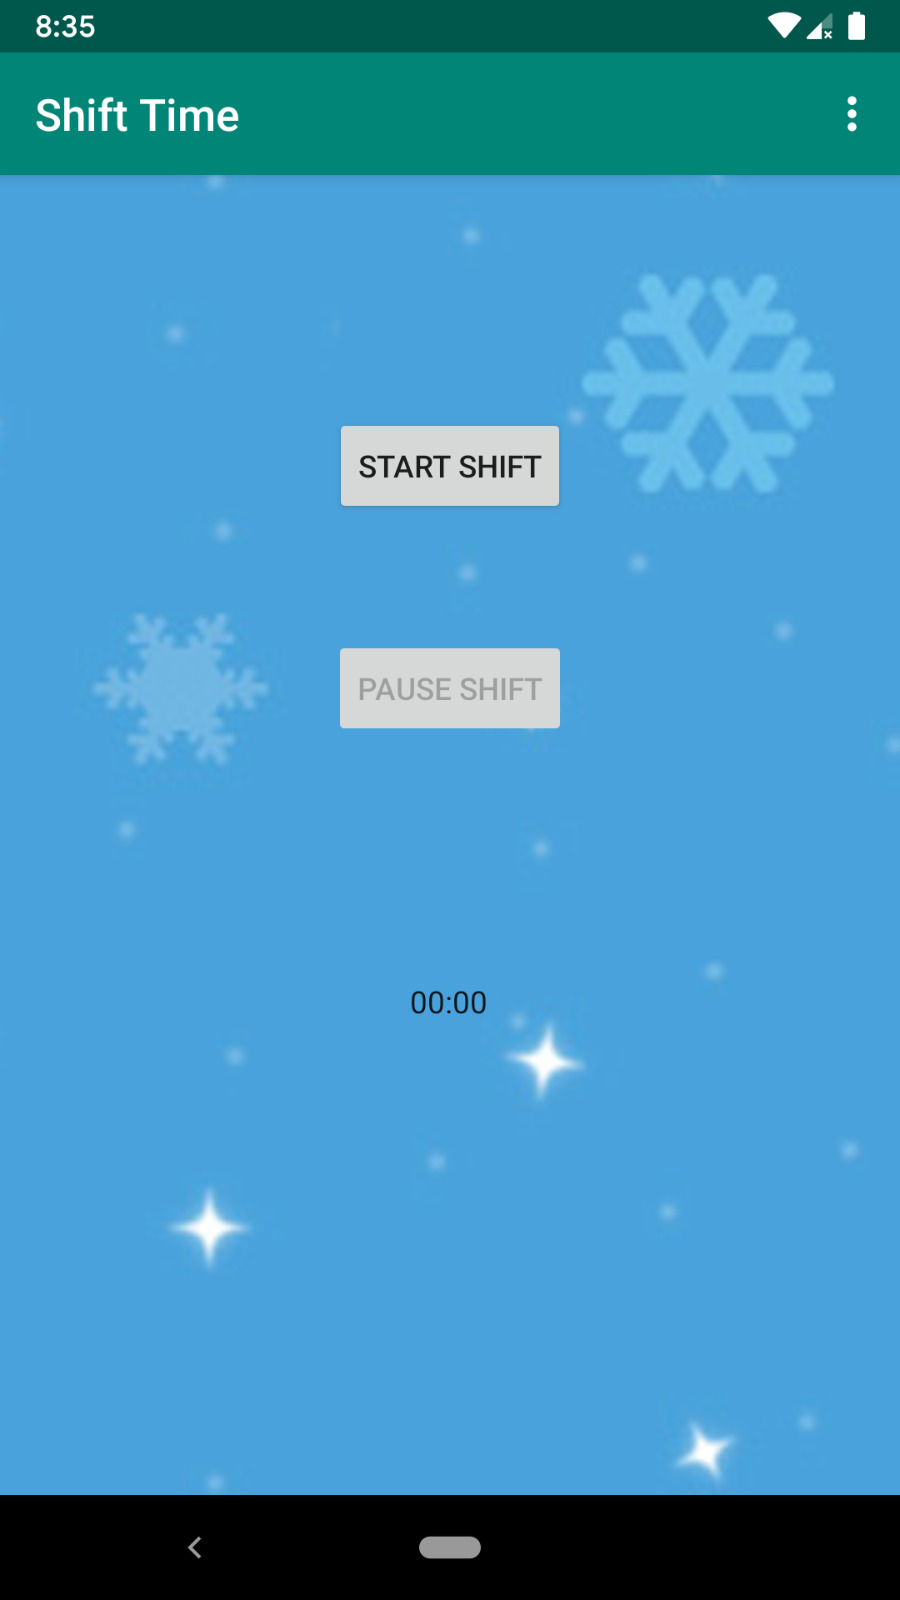 8:35
Shift Time
START SHIFT
PAUSE SHIFT
00:00